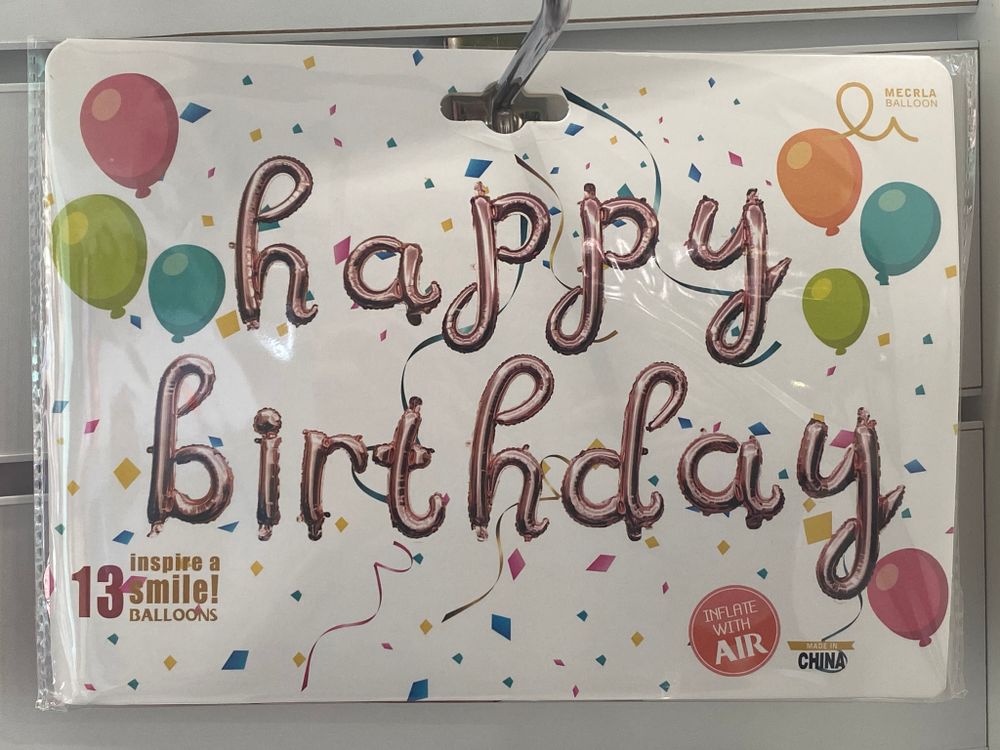 MECRLA
BALLOON
happy
birthday
13
inspire a
smile!
BALLOONS
INFLATE
WITH
AIR
MADE IN
CHINA